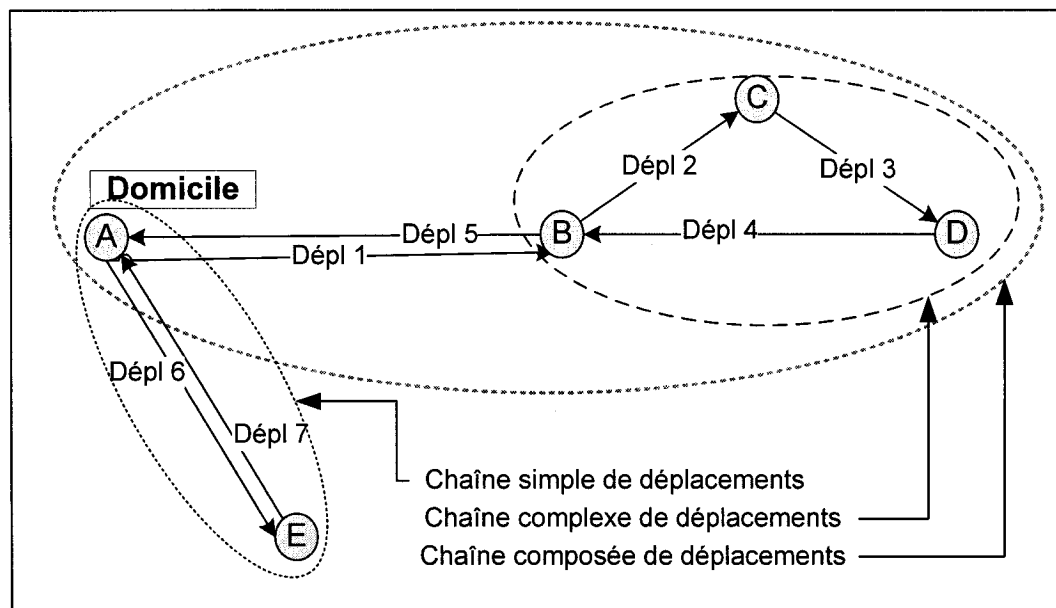 C
Dépl 2
Dépl 3
Domicile
A
Dépl 5
B
Dépl 4
D
Dépl 1
Dépl 6
Dépl 7
E
Chaîne simple de déplacements
Chaîne complexe de déplacements
Chaîne composée de déplacements